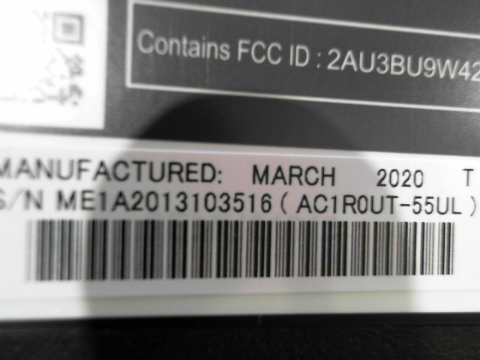 Contains FCC ID : 2AU3BU9W42
MANUFACTURED: MARCH 2020 T
S/N ME1A2013103516 ( AC1R0UT-55UL )